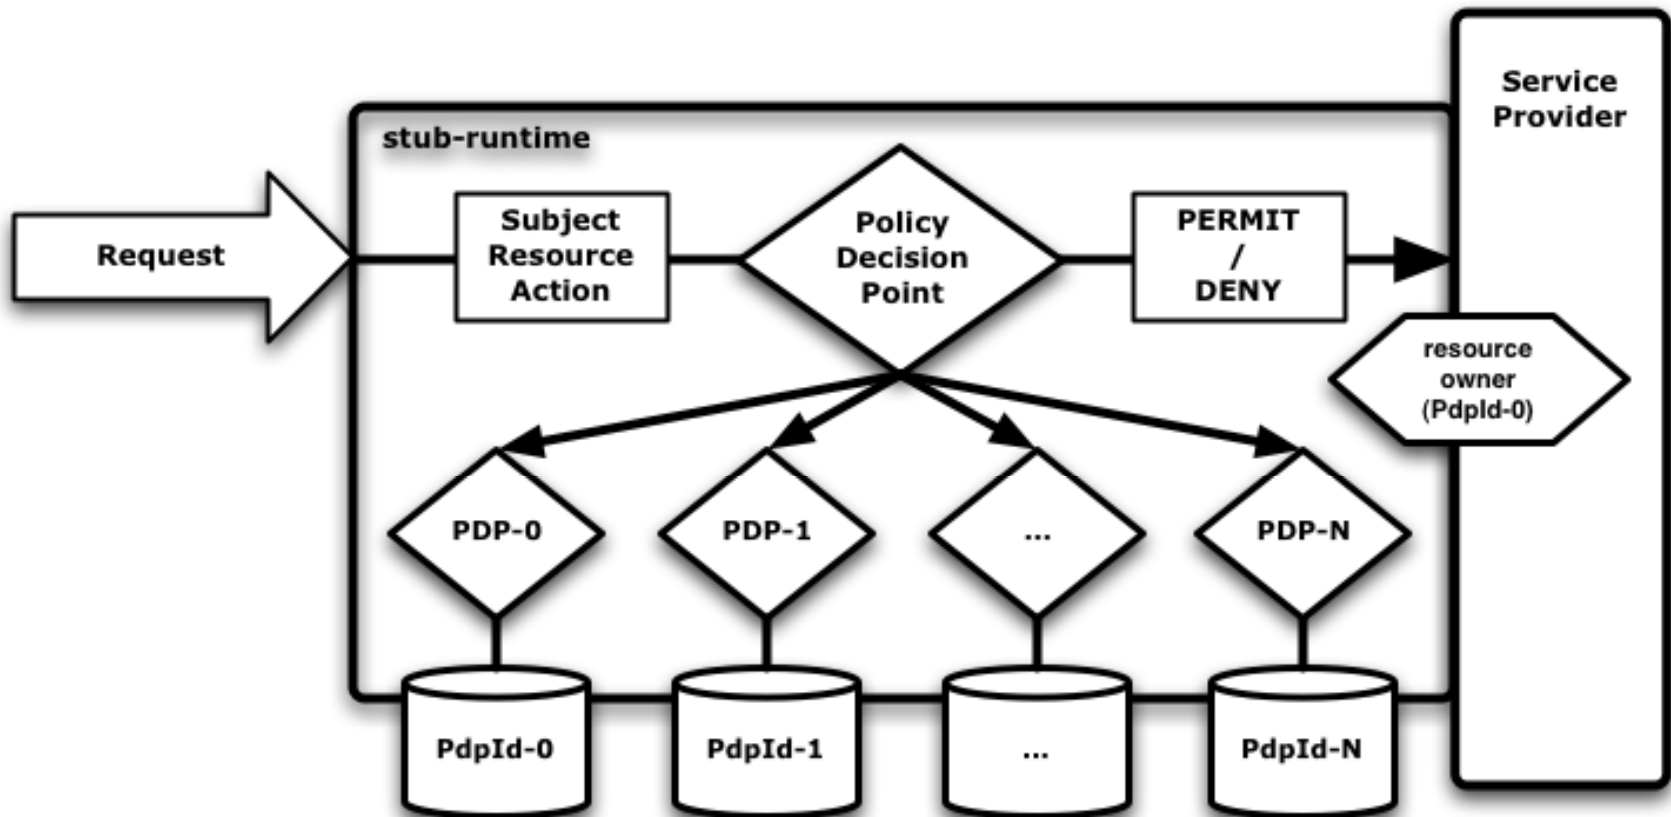 Service
Provider
stub-runtime
Request
Subject
Resource
Action
Policy
Decision
Point
PERMIT
/
DENY
resource
owner
(PdpId-0)
PDP-0
PDP-1
...
PDP-N
PdpId-0
PdpId-1
...
PdpId-N